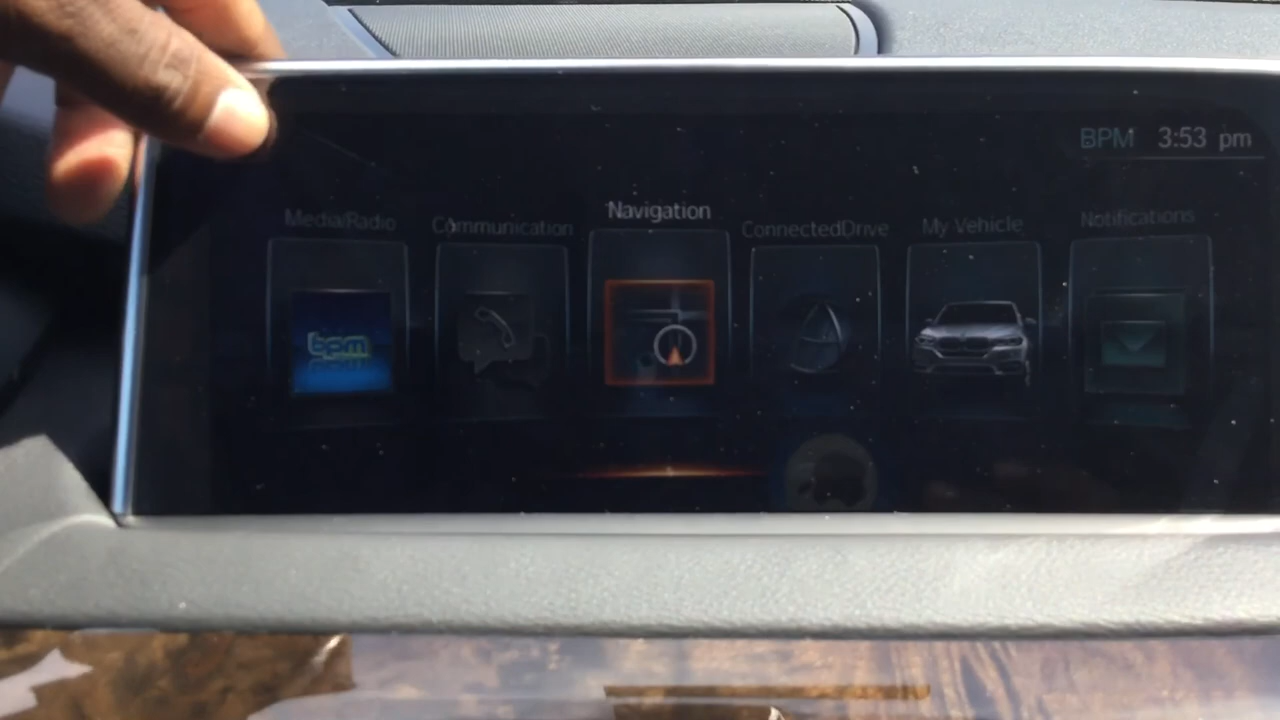 BPM 3:53 pm
Media/Radio
Communication
Navigation
ConnectedDrive
My Vehicle
Notifications
bpm